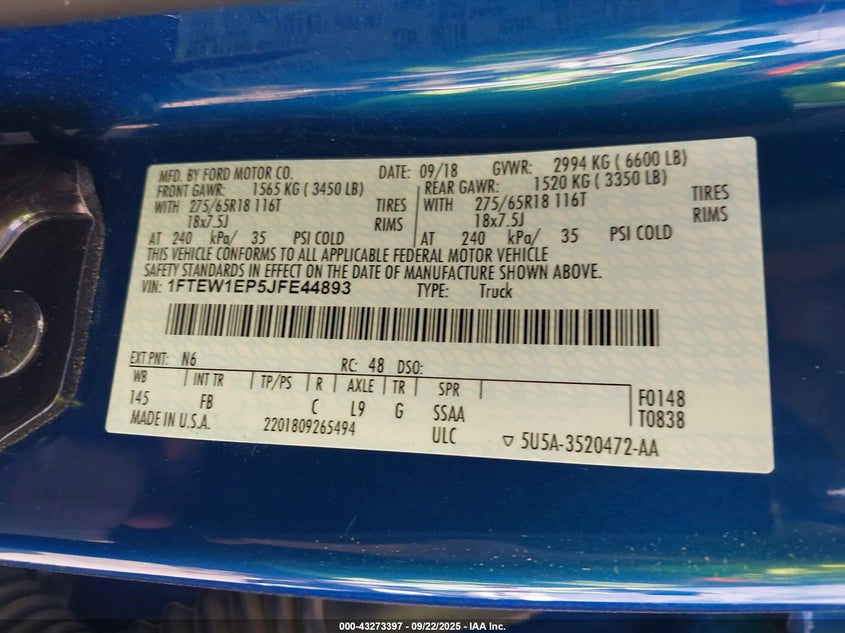 MFD. BY FORD MOTOR CO. DATE: 09/18 GVWR: 2994 KG ( 6600 LB)
FRONT GAWR: 1565 KG ( 3450 LB) REAR GAWR: 1520 KG ( 3350 LB)
WITH 275/65R18 116T TIRES WITH 275/65R18 116T TIRES
18x7.5J RIMS 18x7.5J RIMS
AT 240 kPa/ 35 PSI COLD AT 240 kPa/ 35 PSI COLD
THIS VEHICLE CONFORMS TO ALL APPLICABLE FEDERAL MOTOR VEHICLE
SAFETY STANDARDS IN EFFECT ON THE DATE OF MANUFACTURE SHOWN ABOVE.
VIN: 1FTEW1EP5JFE44893 TYPE: Truck
EXT PNT: N6 RC: 48 DSO:
WB INT TR TP/PS R AXLE TR SPR
145 FB C L9 G SSAA F0148
T0838
MADE IN U.S.A. 2201809265494 ULC ▽ 5U5A-3520472-AA
000-43273397 - 09/22/2025 - IAA Inc.